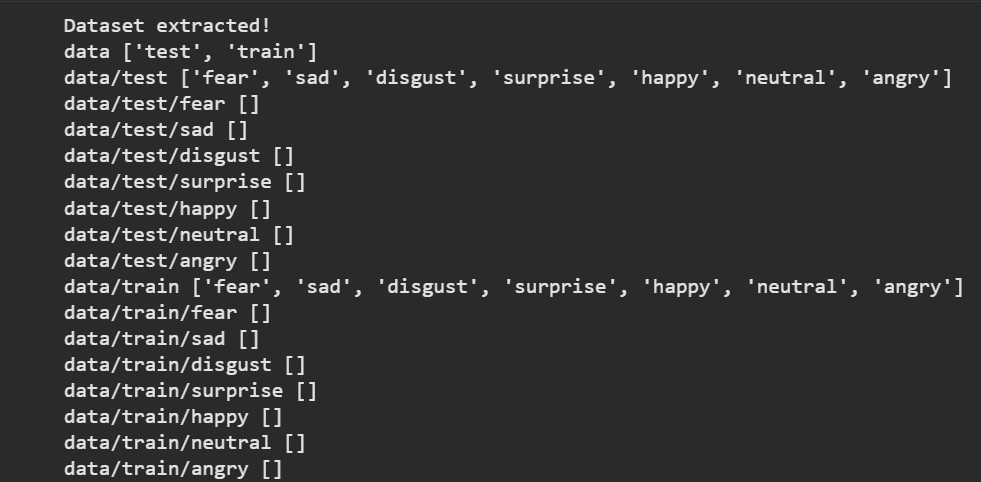 Dataset extracted!
data ['test', 'train']
data/test ['fear', 'sad', 'disgust', 'surprise', 'happy', 'neutral', 'angry']
data/test/fear []
data/test/sad []
data/test/disgust []
data/test/surprise []
data/test/happy []
data/test/neutral []
data/test/angry []
data/train ['fear', 'sad', 'disgust', 'surprise', 'happy', 'neutral', 'angry']
data/train/fear []
data/train/sad []
data/train/disgust []
data/train/surprise []
data/train/happy []
data/train/neutral []
data/train/angry []